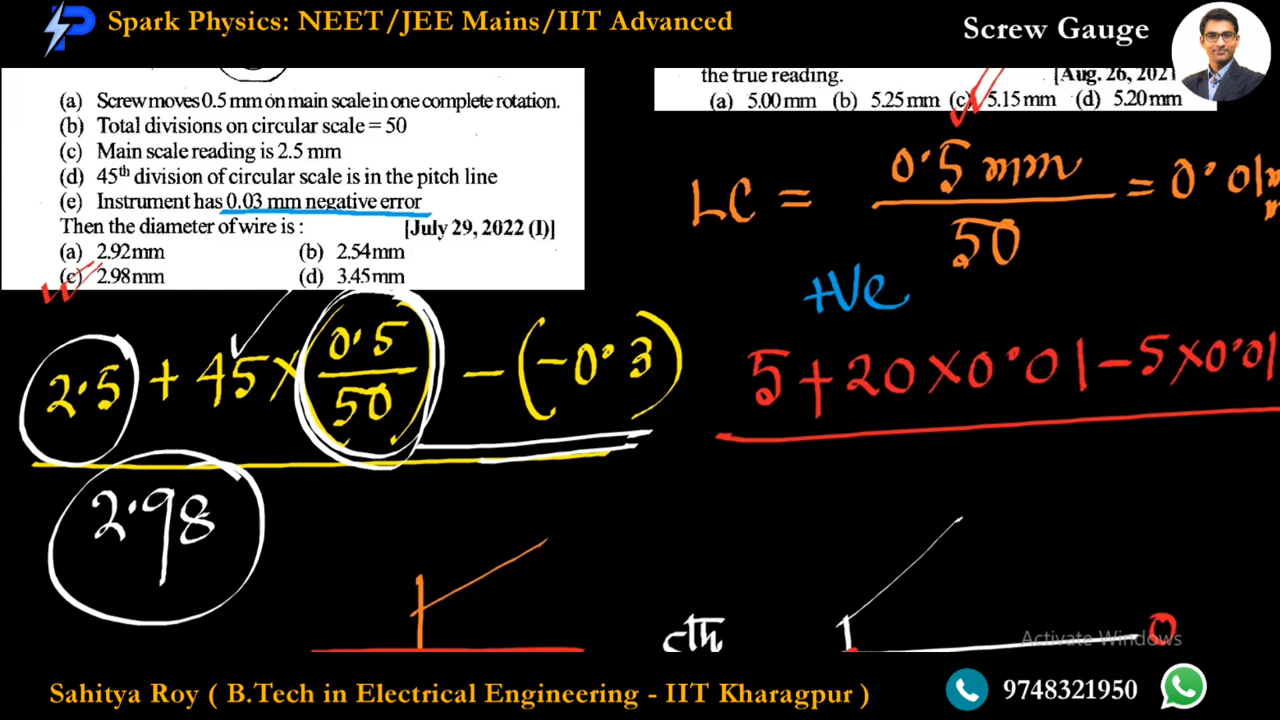 Spark Physics: NEET/JEE Mains/IIT Advanced
Screw Gauge
(a) Screw moves 0.5 mm on main scale in one complete rotation.
(b) Total divisions on circular scale = 50
(c) Main scale reading is 2.5 mm
(d) 45th division of circular scale is in the pitch line
(e) Instrument has 0.03 mm negative error
Then the diameter of wire is : [July 29, 2022 (I)]
(a) 2.92 mm (b) 2.54 mm
(c) 2.98 mm (d) 3.45 mm
the true reading. [Aug. 26, 2021
(a) 5.00 mm (b) 5.25 mm (c) 5.15 mm (d) 5.20 mm
LC = 0.5 mm / 50 = 0.01
+ve
2.5 + 45 × 0.5 / 50 - (-0.3)
5 + 20 × 0.01 - 5 × 0.01
2.98
th
0
Activate Windows
Sahitya Roy ( B.Tech in Electrical Engineering - IIT Kharagpur )
9748321950